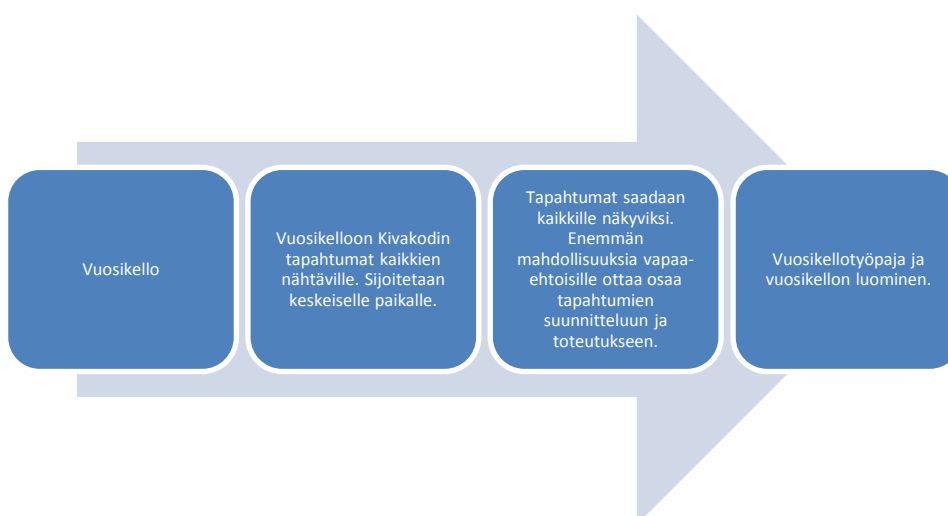 Vuosikello
Vuosikelloon Kivakodin
tapahtumat kaikkien
nähtäville. Sijoitetaan
keskeiselle paikalle.
Tapahtumat saadaan
kaikkille näkyviksi.
Enemmän
mahdollisuuksia vapaa-
ehtoisille ottaa osaa
tapahtumien
suunnitteluun ja
toteutukseen.
Vuosikellotyöpaja ja
vuosikellon luominen.